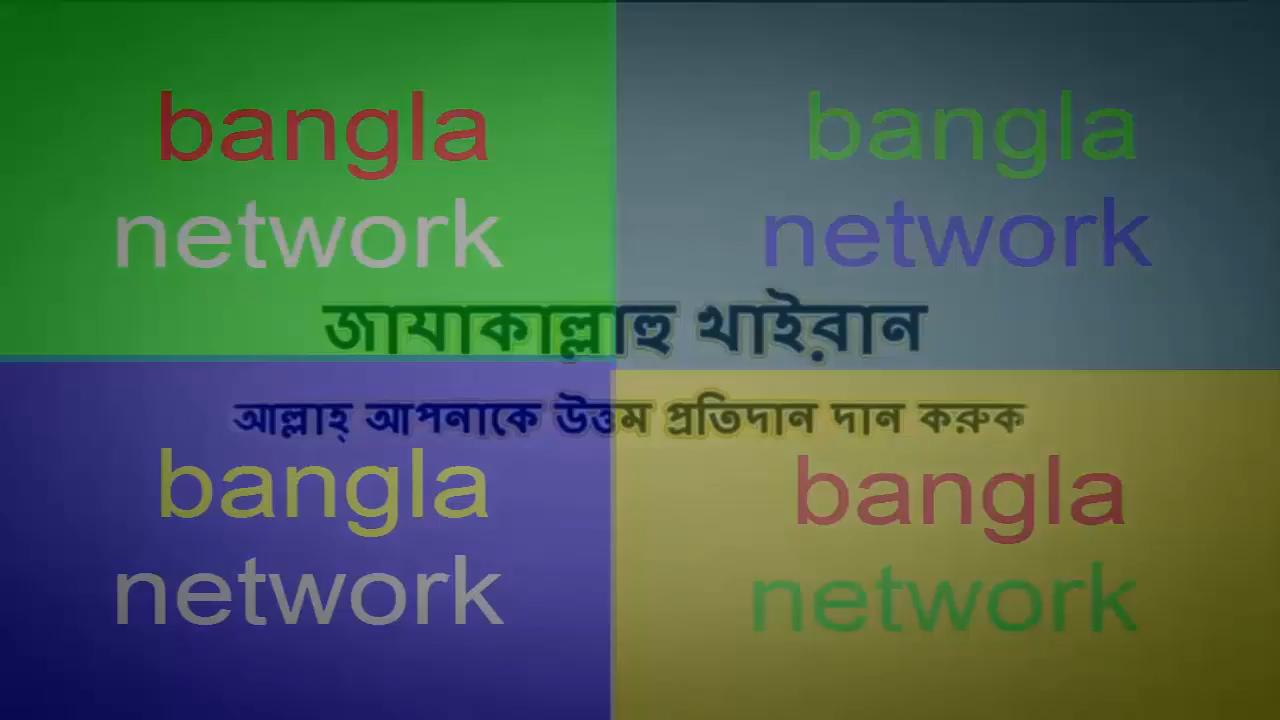 bangla
network
bangla
network
জাযাকাল্লাহু খাইরান
আল্লাহ্ আপনাকে উত্তম প্রতিদান দান করুক
bangla
network
bangla
network